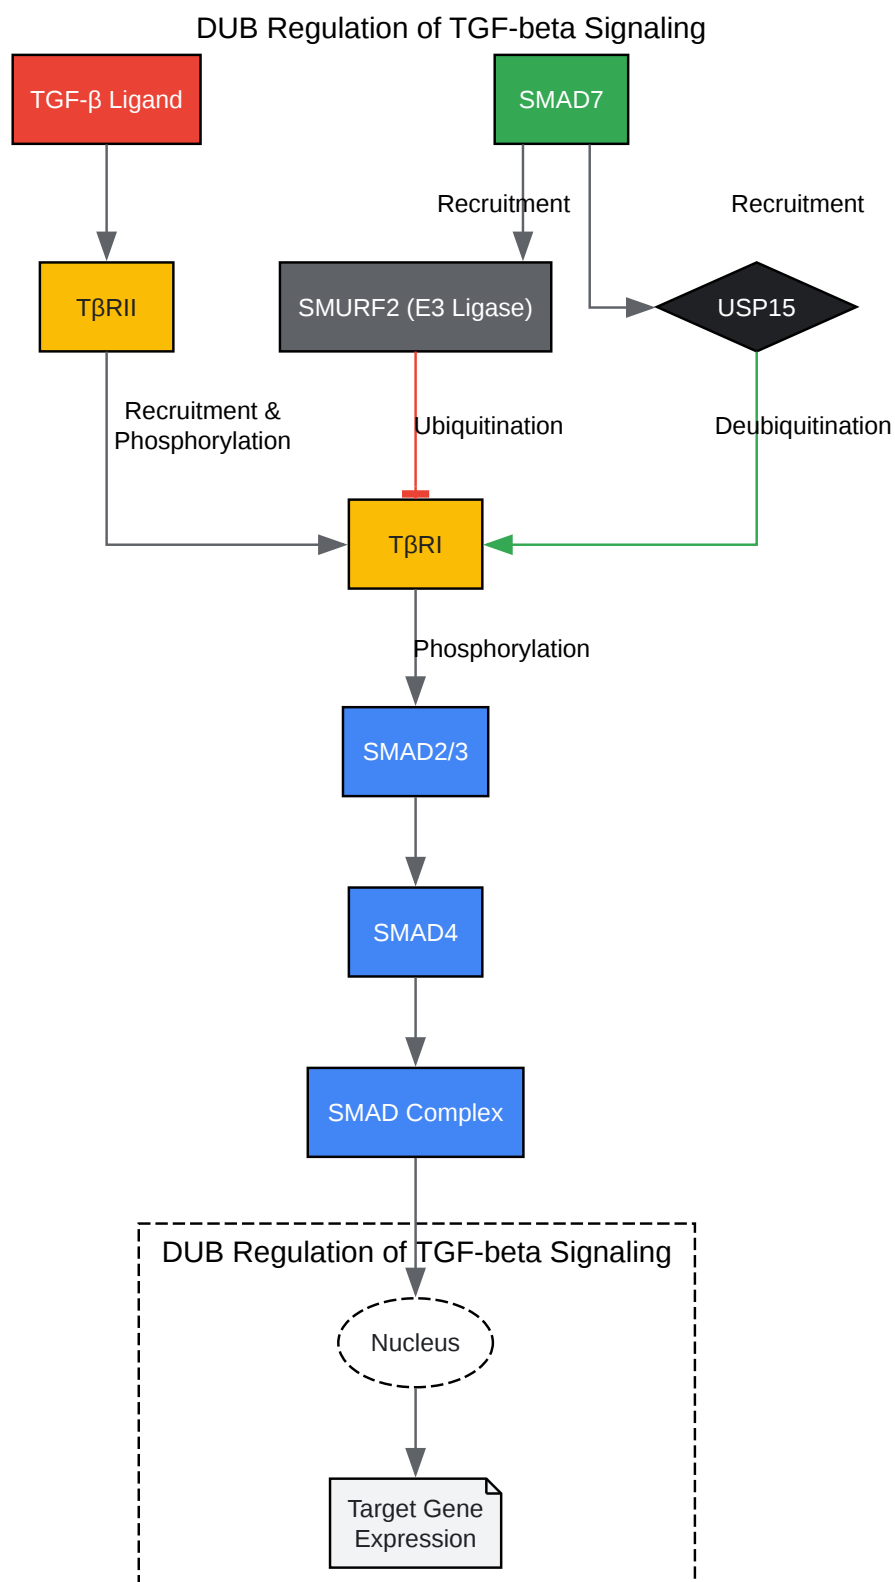 DUB Regulation of TGF-beta Signaling
TGF-β Ligand
SMAD7
Recruitment
Recruitment
TβRII
SMURF2 (E3 Ligase)
USP15
Recruitment &
Phosphorylation
Ubiquitination
Deubiquitination
TβRI
Phosphorylation
SMAD2/3
SMAD4
SMAD Complex
DUB Regulation of TGF-beta Signaling
Nucleus
Target Gene
Expression